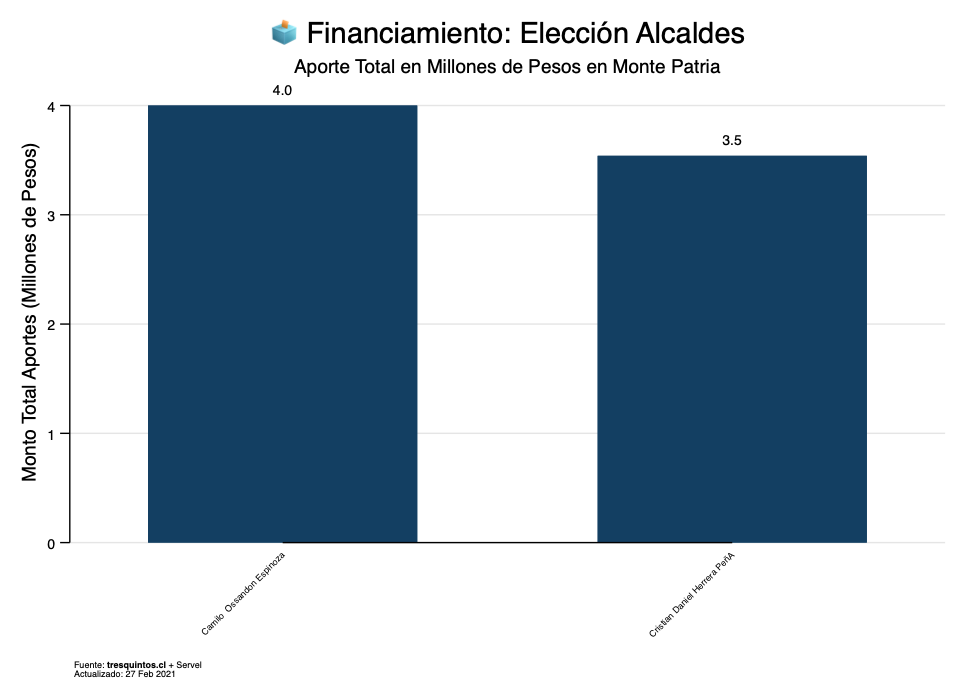 Financiamiento: Elección Alcaldes
Aporte Total en Millones de Pesos en Monte Patria
Monto Total Aportes (Millones de Pesos)
4
3
2
1
0
4.0
3.5
Camilo Ossandon Espinoza
Cristian Daniel Herrera PeñA
Fuente: tresquintos.cl + Servel
Actualizado: 27 Feb 2021